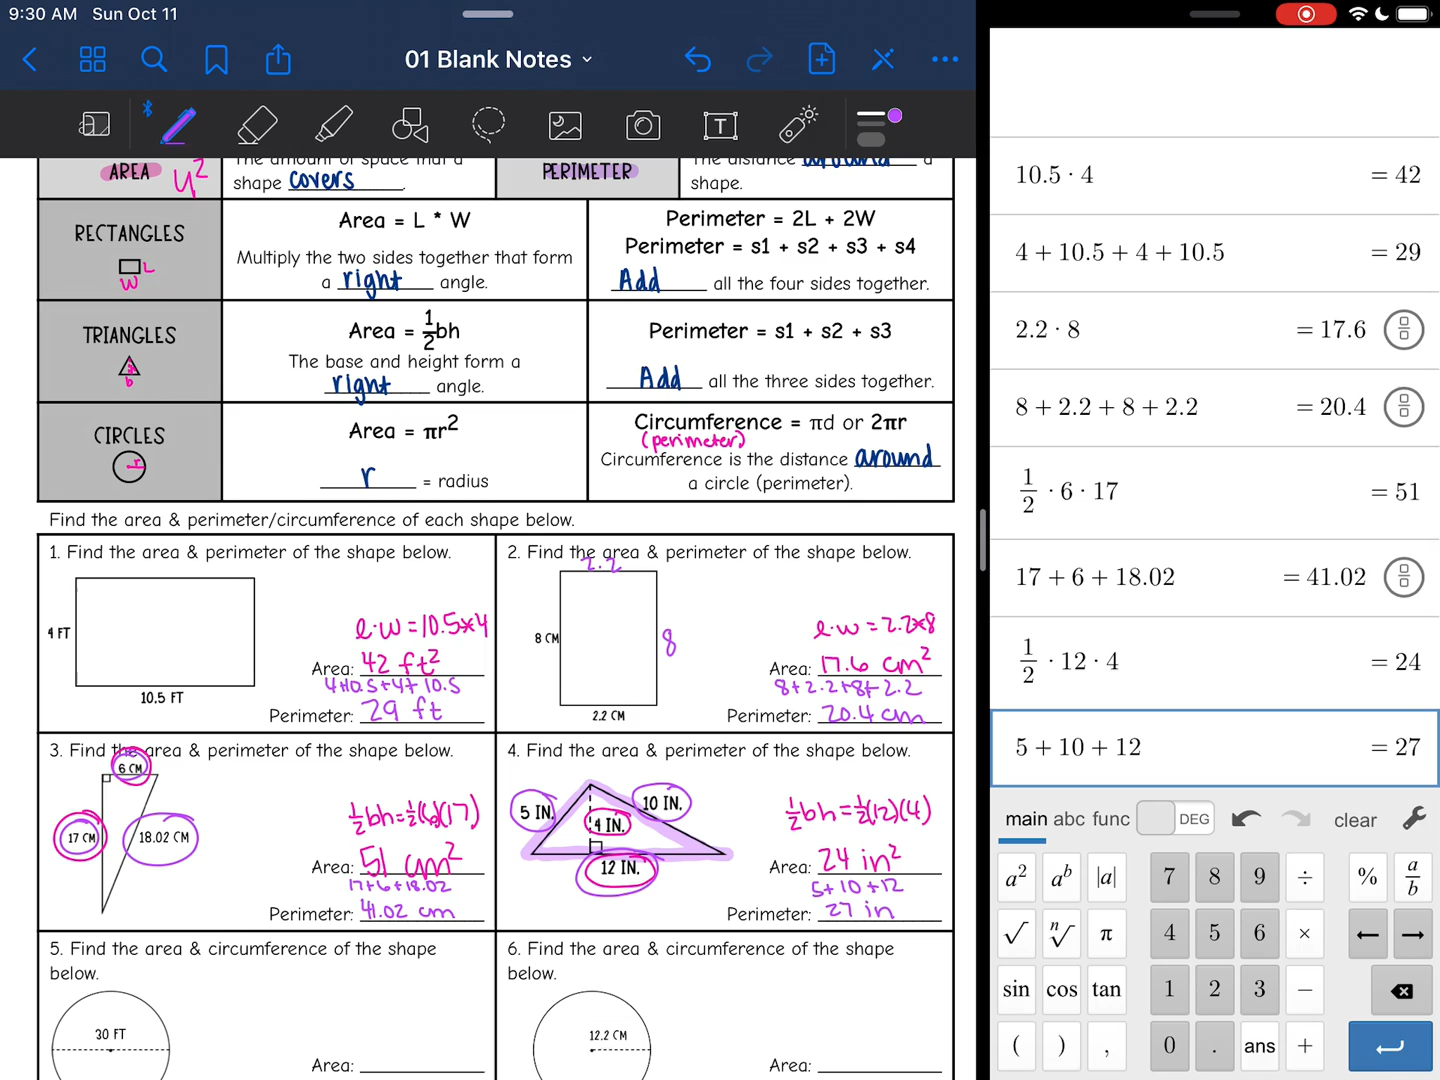 9:30 AM Sun Oct 11
01 Blank Notes
AREA u²
The amount of space that a
shape covers.
PERIMETER
The distance around a
shape.
RECTANGLES
L
W
Area = L * W
Multiply the two sides together that form
a right angle.
Perimeter = 2L + 2W
Perimeter = s1 + s2 + s3 + s4
Add all the four sides together.
TRIANGLES
b
Area = 1/2 bh
The base and height form a
right angle.
Perimeter = s1 + s2 + s3
Add all the three sides together.
CIRCLES
r
Area = πr²
r = radius
Circumference = πd or 2πr
(perimeter)
Circumference is the distance around
a circle (perimeter).
Find the area & perimeter/circumference of each shape below.
1. Find the area & perimeter of the shape below.
4 FT
10.5 FT
l·w=10.5*4
Area: 42 ft²
4+10.5+4+10.5
Perimeter: 29 ft
2. Find the area & perimeter of the shape below.
2.2
8 CM
8
2.2 CM
l·w=2.2*8
Area: 17.6 cm²
8+2.2+8+2.2
Perimeter: 20.4 cm
3. Find the area & perimeter of the shape below.
6 CM
17 CM
18.02 CM
½bh=½(6)(17)
Area: 51 cm²
17+6+18.02
Perimeter: 41.02 cm
4. Find the area & perimeter of the shape below.
5 IN.
10 IN.
4 IN.
12 IN.
½bh=½(12)(4)
Area: 24 in²
5+10+12
Perimeter: 27 in
5. Find the area & circumference of the shape
below.
30 FT
Area:
6. Find the area & circumference of the shape
below.
12.2 CM
Area:
10.5 · 4 = 42
4 + 10.5 + 4 + 10.5 = 29
2.2 · 8 = 17.6
8 + 2.2 + 8 + 2.2 = 20.4
1/2 · 6 · 17 = 51
17 + 6 + 18.02 = 41.02
1/2 · 12 · 4 = 24
5 + 10 + 12 = 27
main abc func DEG clear
a² aᵇ |a| 7 8 9 ÷ % a/b
√ ⁿ√ π 4 5 6 × ← →
sin cos tan 1 2 3 −
( ) , 0 . ans +